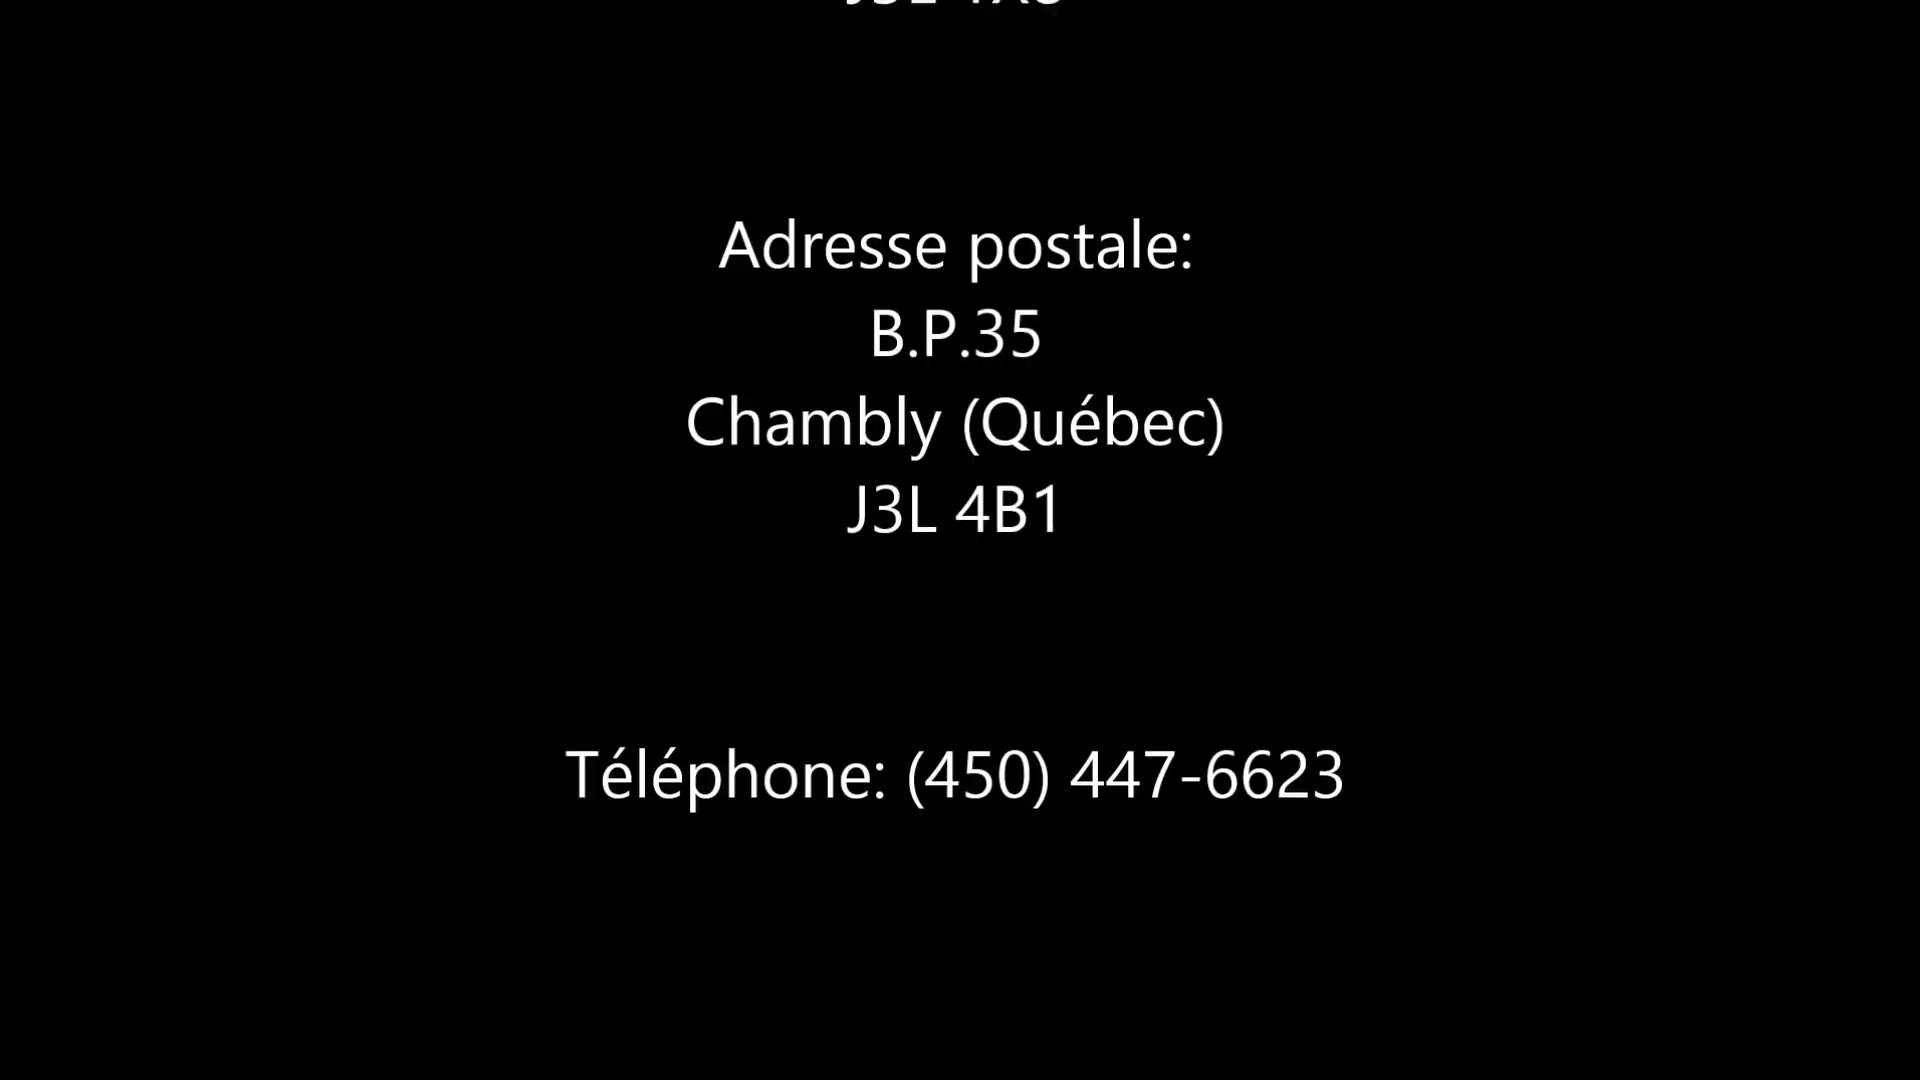 Adresse postale:
B.P.35
Chambly (Québec)
J3L 4B1
Téléphone: (450) 447-6623